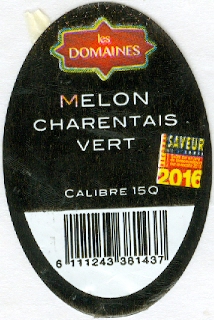 les
DOMAINES
MELON
CHARENTAIS
VERT
SAVEUR
2016
CALIBRE 15Q
6 111243 381437